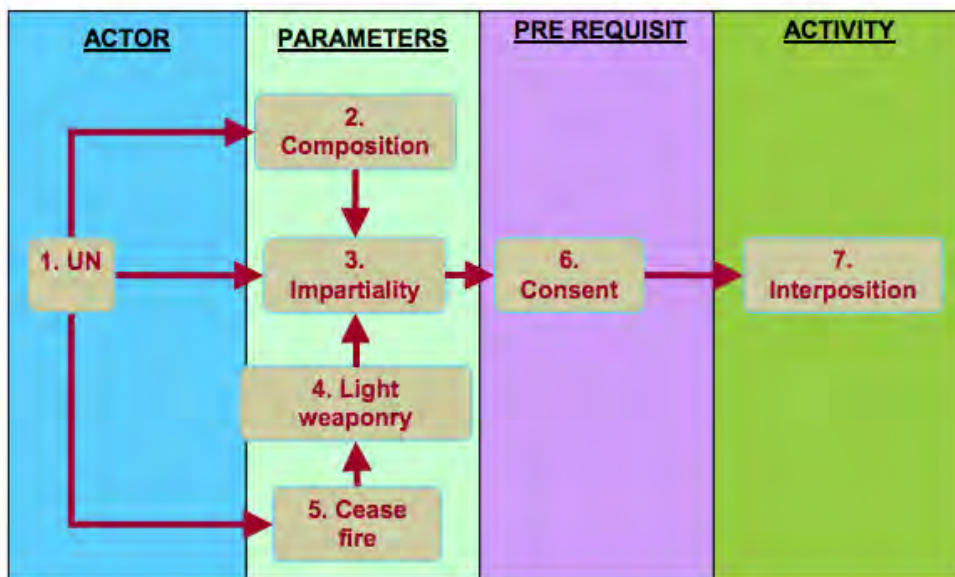 ACTOR
PARAMETERS
PRE REQUISIT
ACTIVITY
2.
Composition
1. UN
3.
Impartiality
6.
Consent
7.
Interposition
4. Light
weaponry
5. Cease
fire